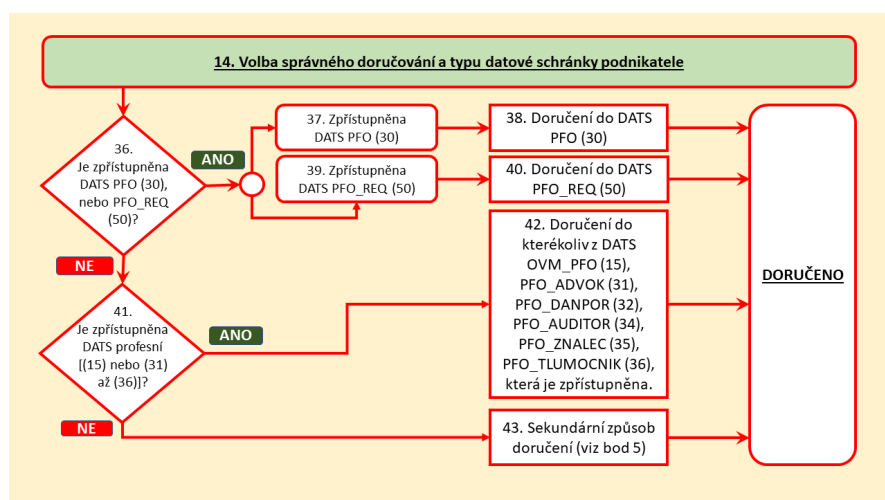 14. Volba správného doručování a typu datové schránky podnikatele
36.
Je zpřístupněna
DATS PFO (30),
nebo PFO_REQ
(50)?
ANO
37. Zpřístupněna
DATS PFO (30)
38. Doručení do DATS
PFO (30)
39. Zpřístupněna
DATS PFO_REQ (50)
40. Doručení do DATS
PFO_REQ (50)
NE
41.
Je zpřístupněna
DATS profesní
[(15) nebo (31)
až (36)]?
ANO
42. Doručení do
kterékoliv z DATS
OVM_PFO (15),
PFO_ADVOK (31),
PFO_DANPOR (32),
PFO_AUDITOR (34),
PFO_ZNALEC (35),
PFO_TLUMOCNIK (36),
která je zpřístupněna.
NE
43. Sekundární způsob
doručení (viz bod 5)
DORUČENO